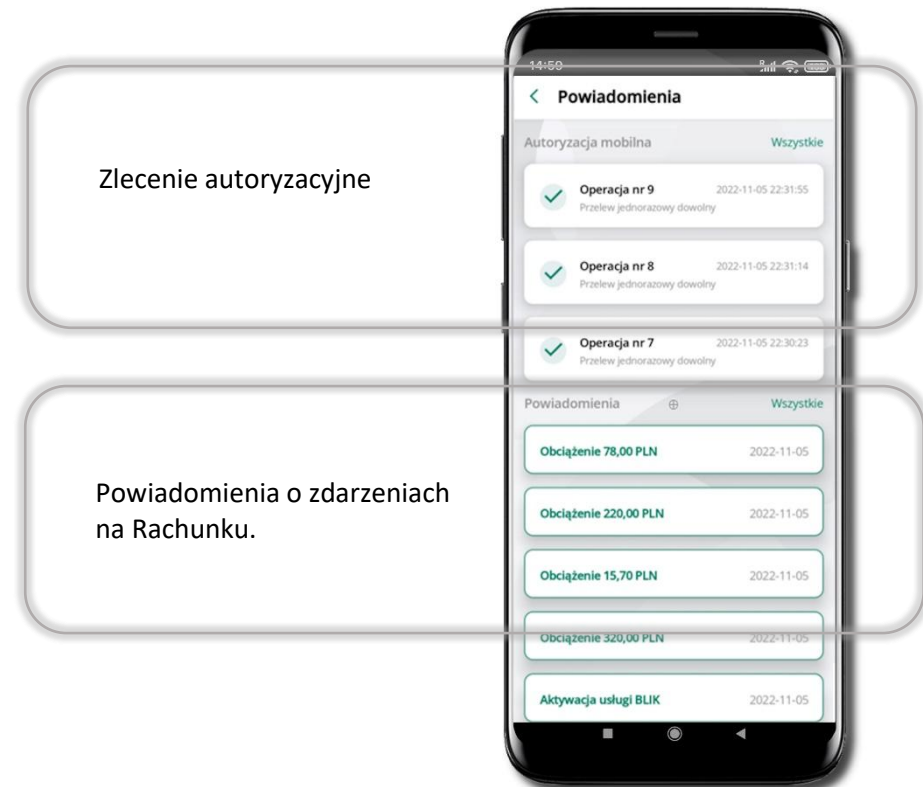 14:59
Powiadomienia
Autoryzacja mobilna Wszystkie
Zlecenie autoryzacyjne
Operacja nr 9 2022-11-05 22:31:55
Przelew jednorazowy dowolny
Operacja nr 8 2022-11-05 22:31:14
Przelew jednorazowy dowolny
Operacja nr 7 2022-11-05 22:30:23
Przelew jednorazowy dowolny
Powiadomienia Wszystkie
Powiadomienia o zdarzeniach
na Rachunku.
Obciążenie 78,00 PLN 2022-11-05
Obciążenie 220,00 PLN 2022-11-05
Obciążenie 15,70 PLN 2022-11-05
Obciążenie 320,00 PLN 2022-11-05
Aktywacja usługi BLIK 2022-11-05